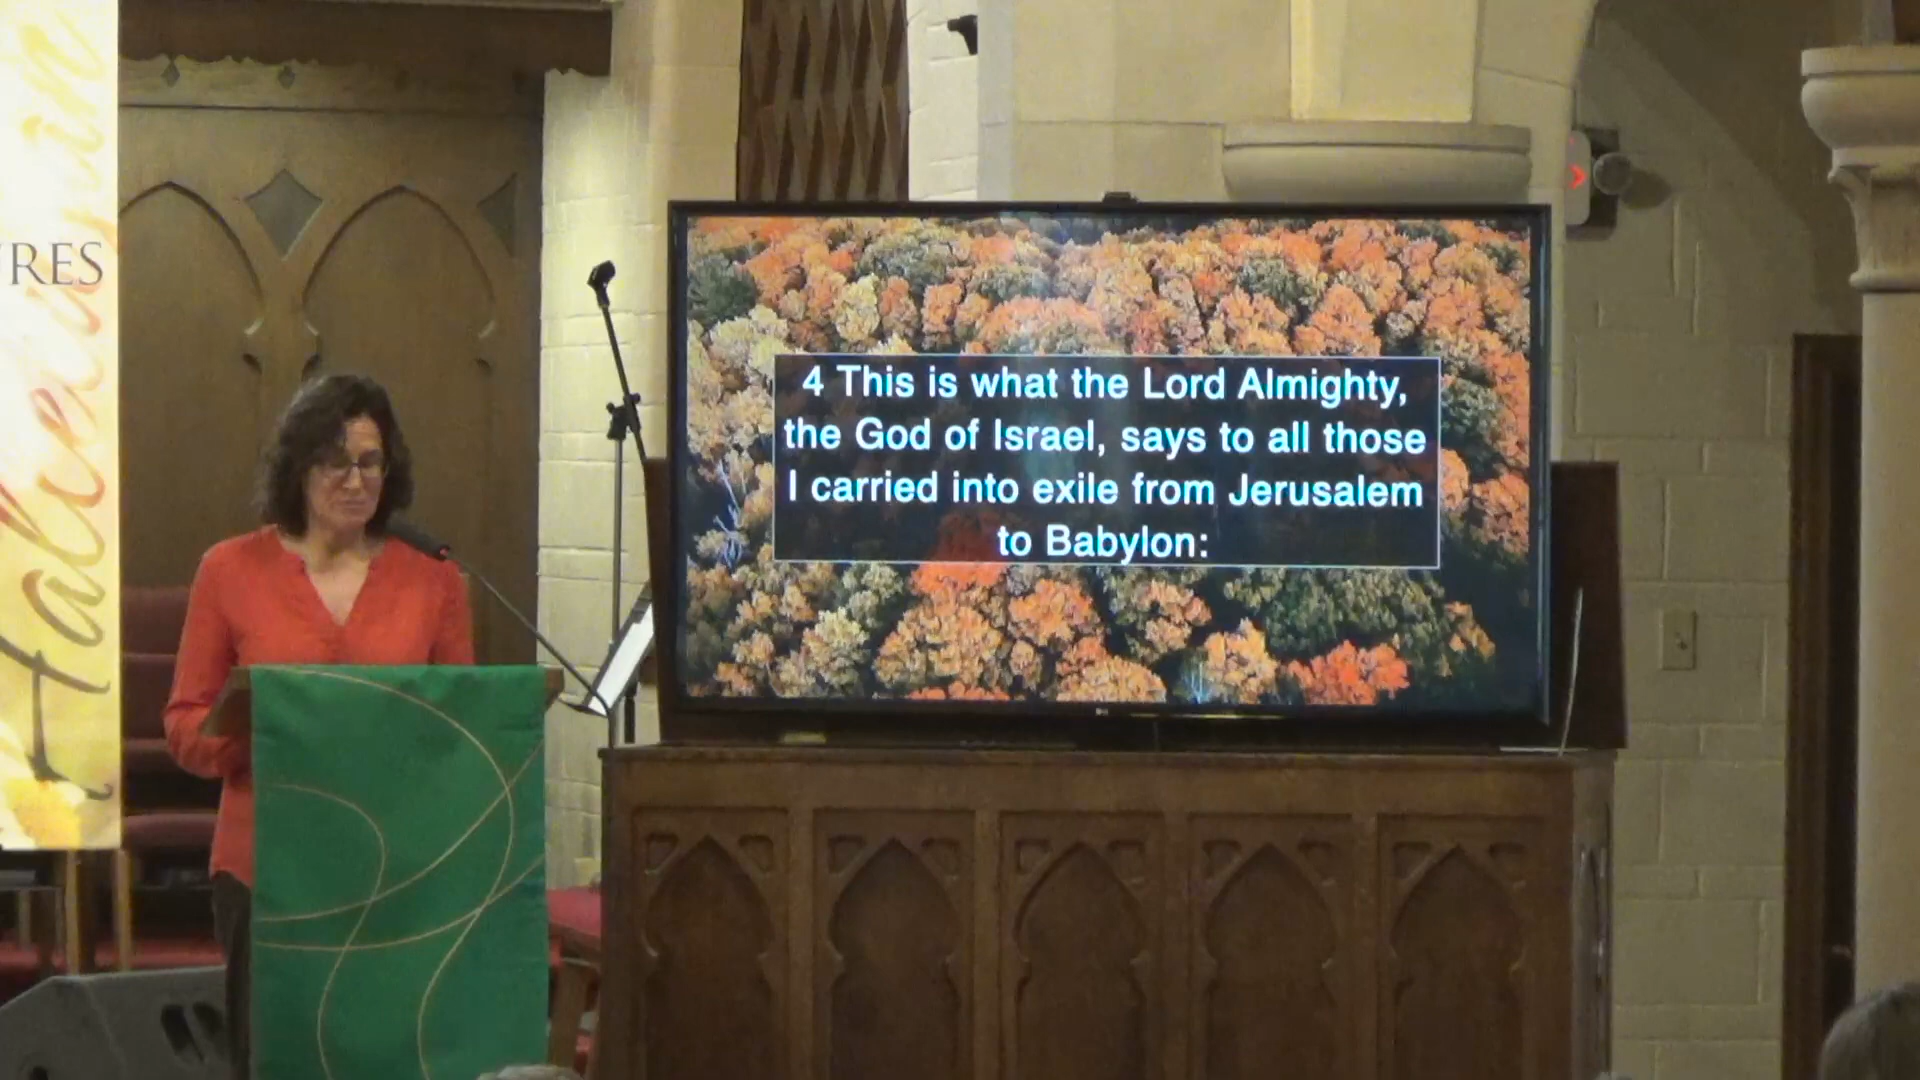 RES
4 This is what the Lord Almighty,
the God of Israel, says to all those
I carried into exile from Jerusalem
to Babylon: